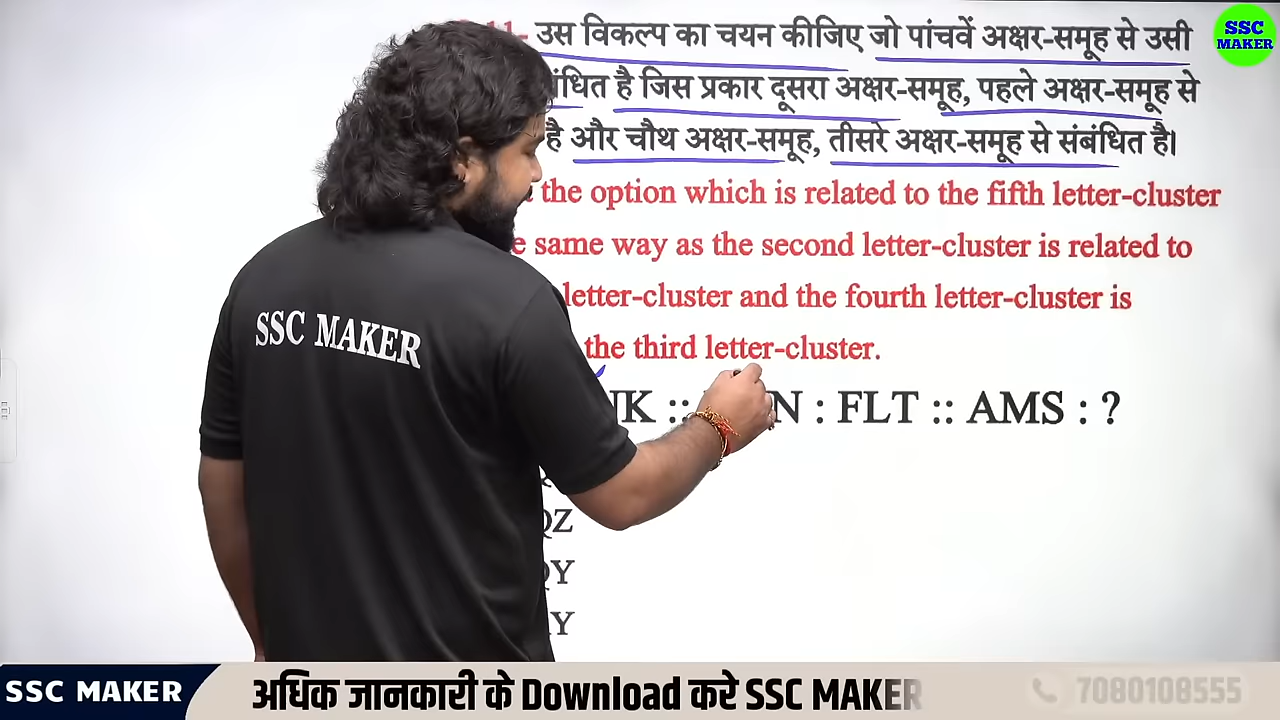 SSC
MAKER
उस विकल्प का चयन कीजिए जो पांचवें अक्षर-समूह से उसी
है जिस प्रकार दूसरा अक्षर-समूह, पहले अक्षर-समूह से
है और चौथ अक्षर-समूह, तीसरे अक्षर-समूह से संबंधित है।
the option which is related to the fifth letter-cluster
same way as the second letter-cluster is related to
letter-cluster and the fourth letter-cluster is
the third letter-cluster.
:: : FLT :: AMS : ?
SSC MAKER
SSC MAKER
अधिक जानकारी के Download करे SSC MAKER
7080108555